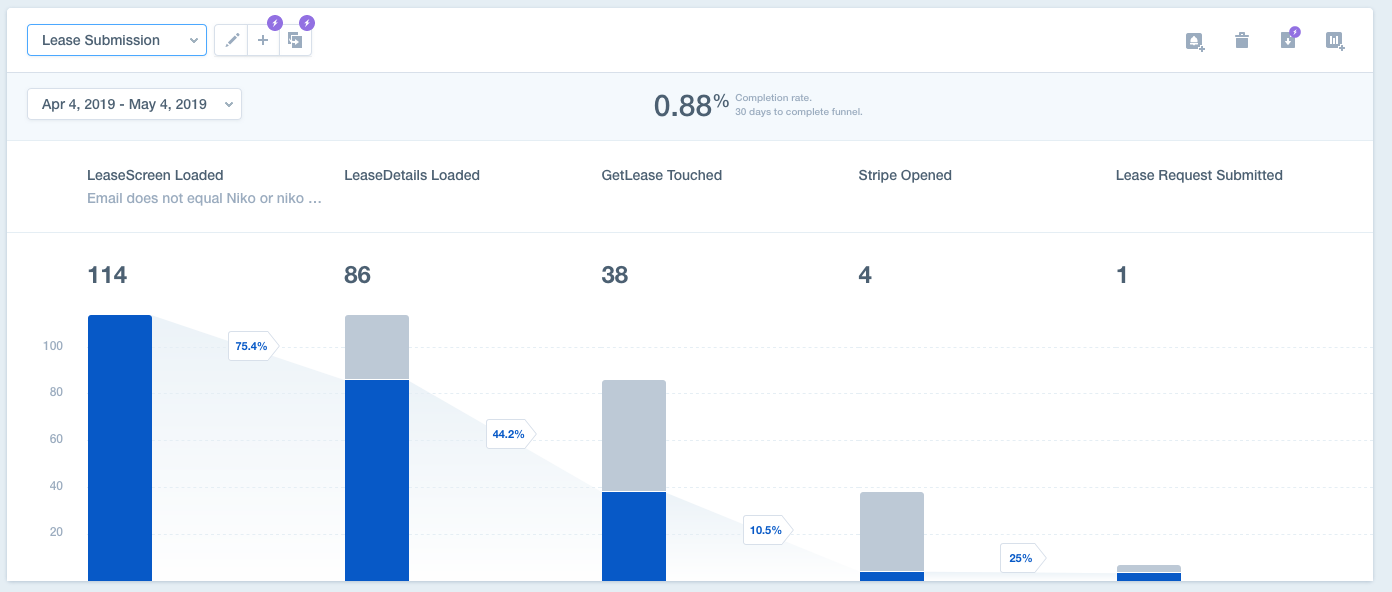 Lease Submission
Apr 4, 2019 - May 4, 2019
0.88%
Completion rate.
30 days to complete funnel.
LeaseScreen Loaded
Email does not equal Niko or niko …
LeaseDetails Loaded
GetLease Touched
Stripe Opened
Lease Request Submitted
114
86
38
4
1
100
80
60
40
20
75.4%
44.2%
10.5%
25%